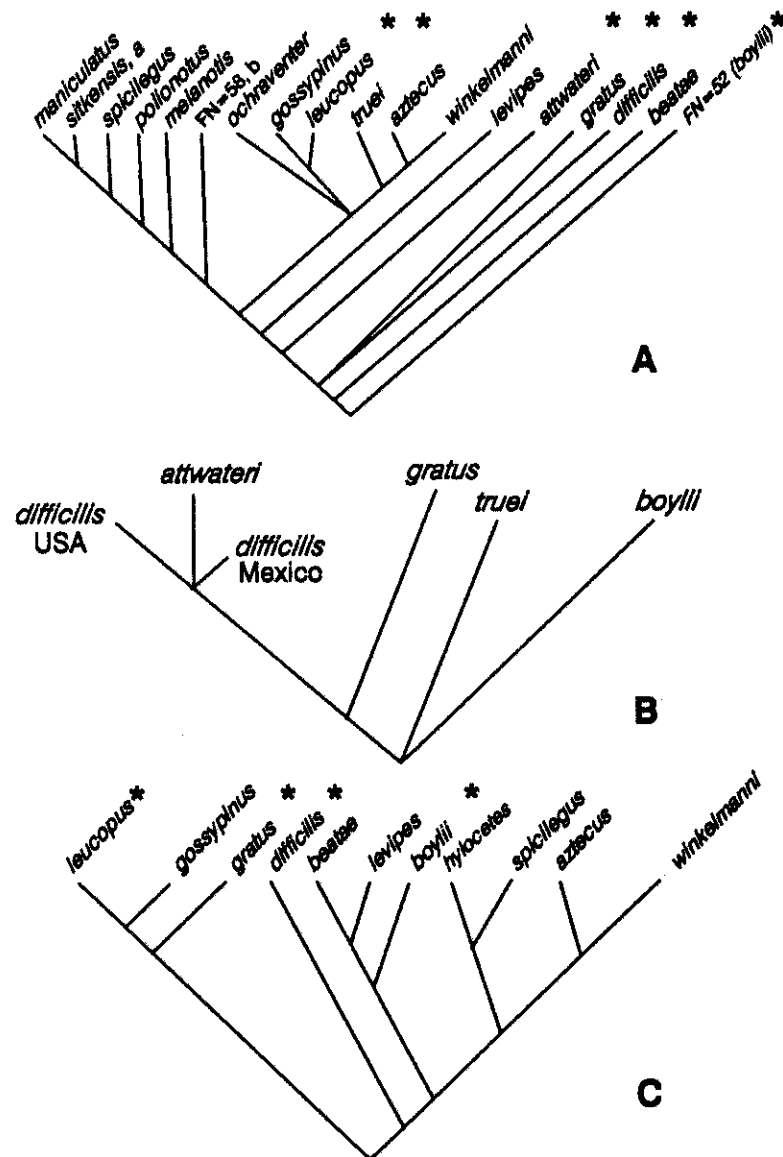 maniculatus
sitkensis, a
spicilegus
polionotus
melanotis
FN=58, b
ochraventer
gossypinus
leucopus *
truei *
aztecus
winkelmanni
levipes
attwateri *
gratus *
difficilis *
beatae
FN=52 (boylii) *
A
difficilis
USA
attwateri
difficilis
Mexico
gratus
truei
boylii
B
leucopus *
gossypinus
gratus *
difficilis *
beatae
levipes
boylii *
hylocetes
spicilegus
aztecus
winkelmanni
C